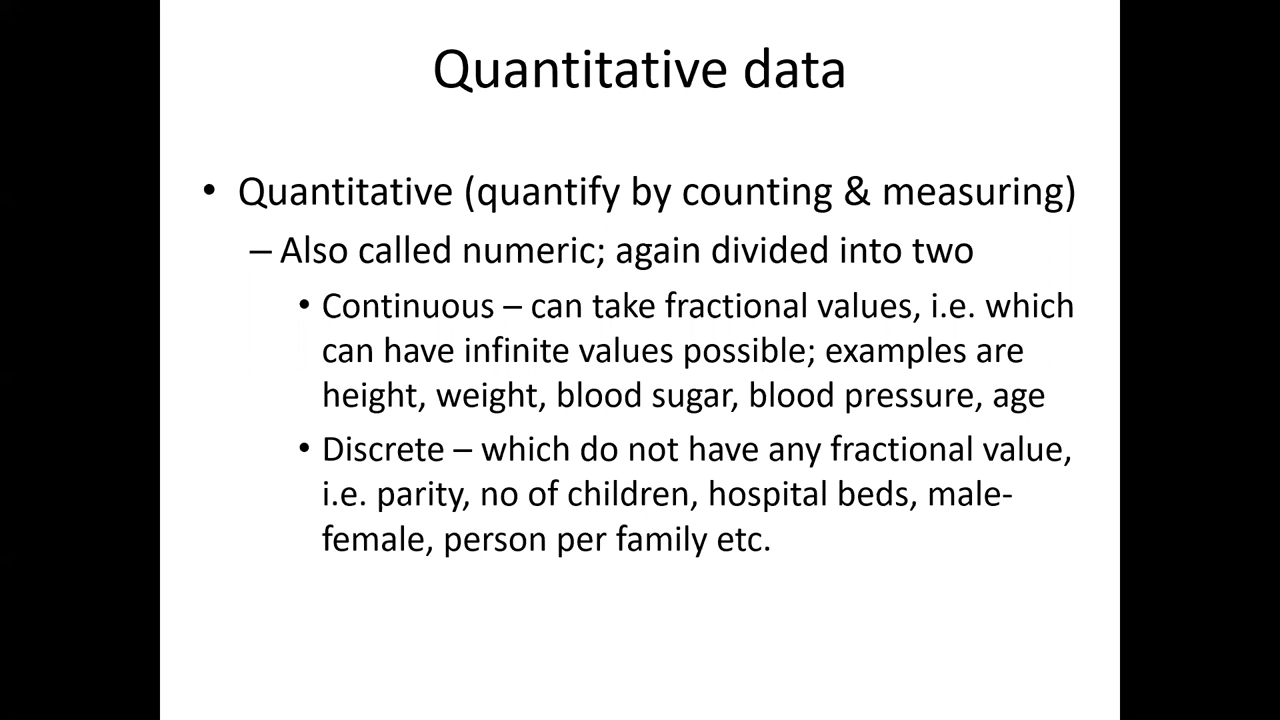 Quantitative data
• Quantitative (quantify by counting & measuring)
– Also called numeric; again divided into two
• Continuous – can take fractional values, i.e. which
can have infinite values possible; examples are
height, weight, blood sugar, blood pressure, age
• Discrete – which do not have any fractional value,
i.e. parity, no of children, hospital beds, male-
female, person per family etc.